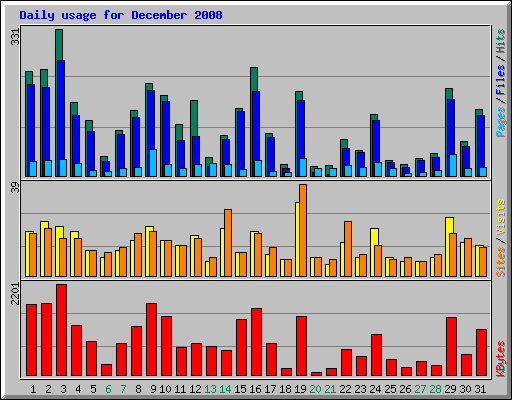 Daily usage for December 2008
331
Pages / Files / Hits
39
Sites / Visits
2201
KBytes
1 2 3 4 5 6 7 8 9 10 11 12 13 14 15 16 17 18 19 20 21 22 23 24 25 26 27 28 29 30 31